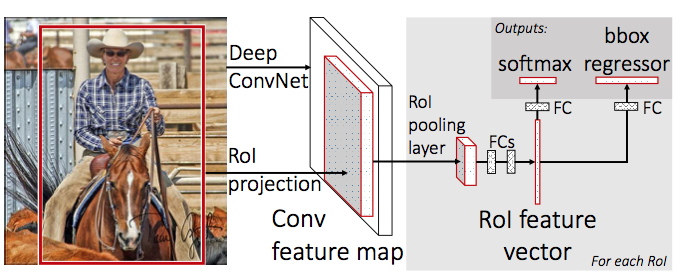 Deep
ConvNet
RoI
projection
Conv
feature map
RoI
pooling
layer
FCs
Outputs:
softmax
bbox
regressor
FC
FC
RoI feature
vector
For each RoI